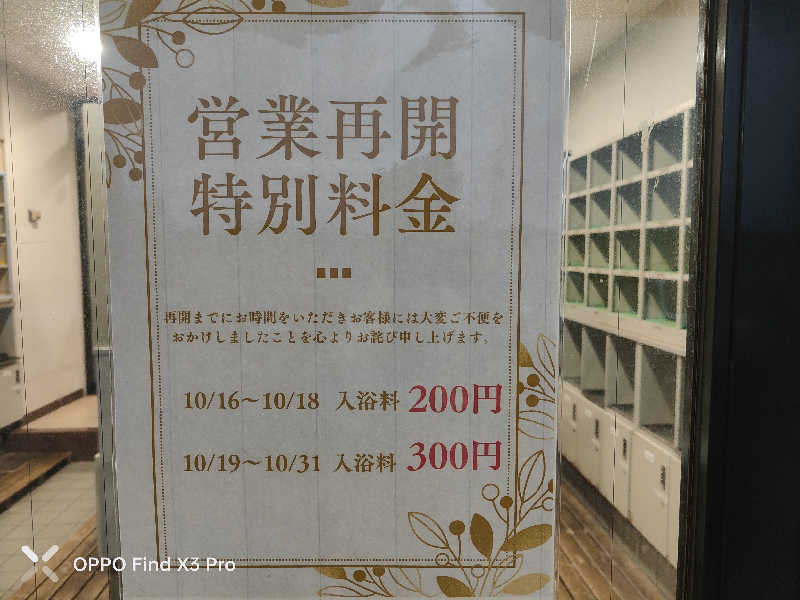 営業再開
特別料金
再開までにお時間をいただきお客様には大変ご不便を
おかけしましたことを心よりお詫び申し上げます。
10/16〜10/18 入浴料 200円
10/19〜10/31 入浴料 300円
OPPO Find X3 Pro